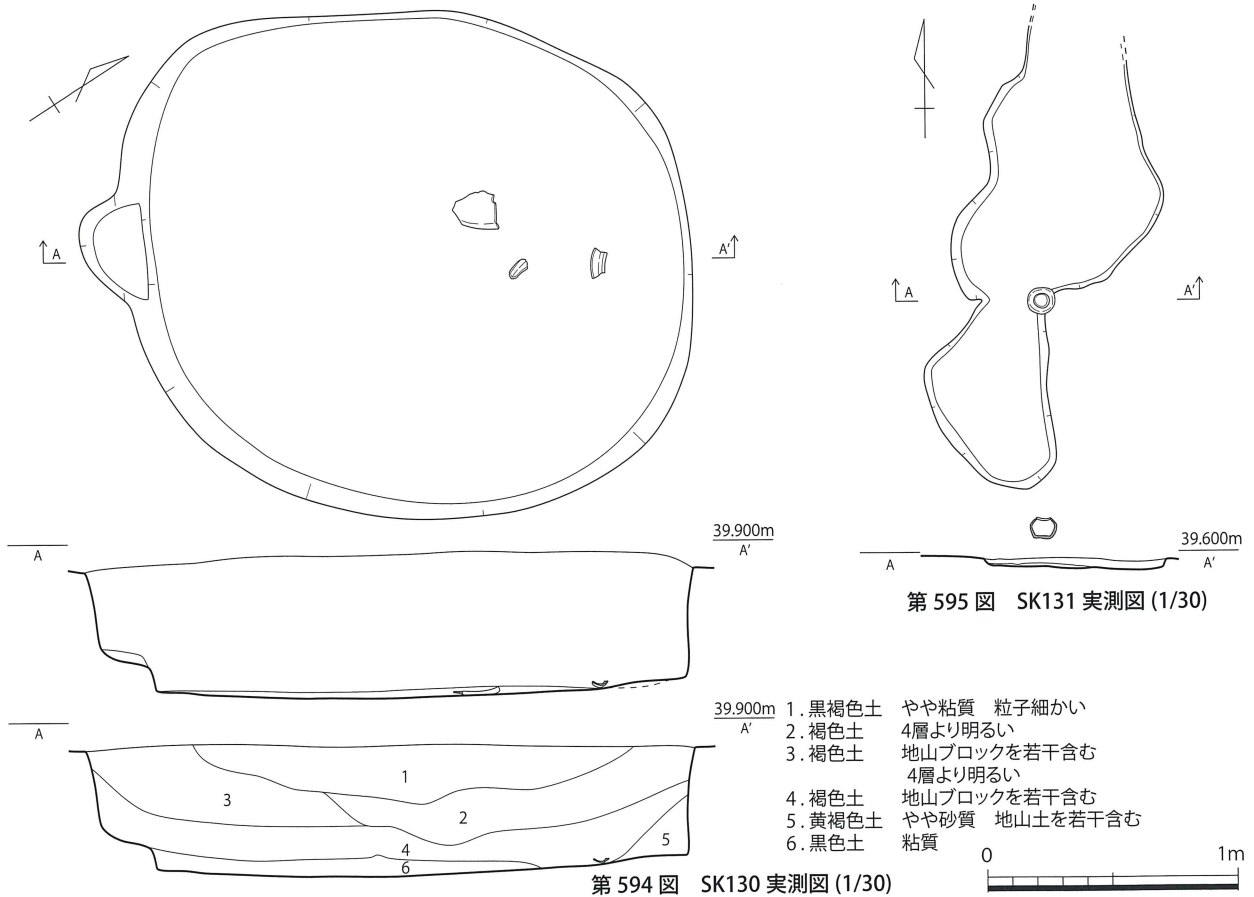 A
A'
A
A'
39.900m
A
A'
39.600m
A
A'
第 595 図 SK131 実測図 (1/30)
39.900m
A
A'
1
2
3
4
5
6
1. 黒褐色土 やや粘質 粒子細かい
2. 褐色土 4層より明るい
3. 褐色土 地山ブロックを若干含む
4層より明るい
4. 褐色土 地山ブロックを若干含む
5. 黄褐色土 やや砂質 地山土を若干含む
6. 黒色土 粘質
0 1m
第 594 図 SK130 実測図 (1/30)